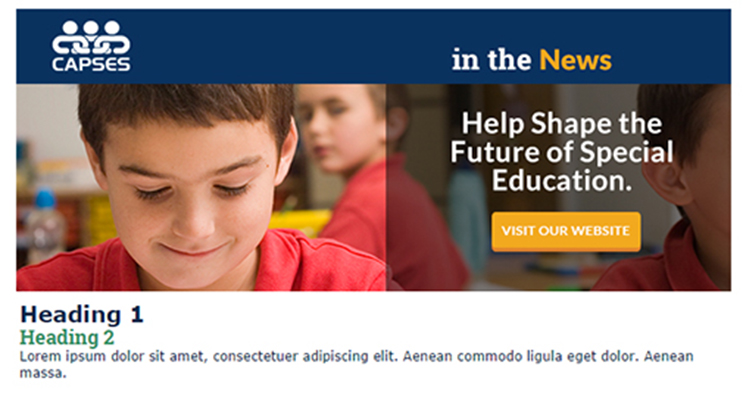 CAPSES
in the News
Help Shape the
Future of Special
Education.
VISIT OUR WEBSITE
Heading 1
Heading 2
Lorem ipsum dolor sit amet, consectetuer adipiscing elit. Aenean commodo ligula eget dolor. Aenean
massa.